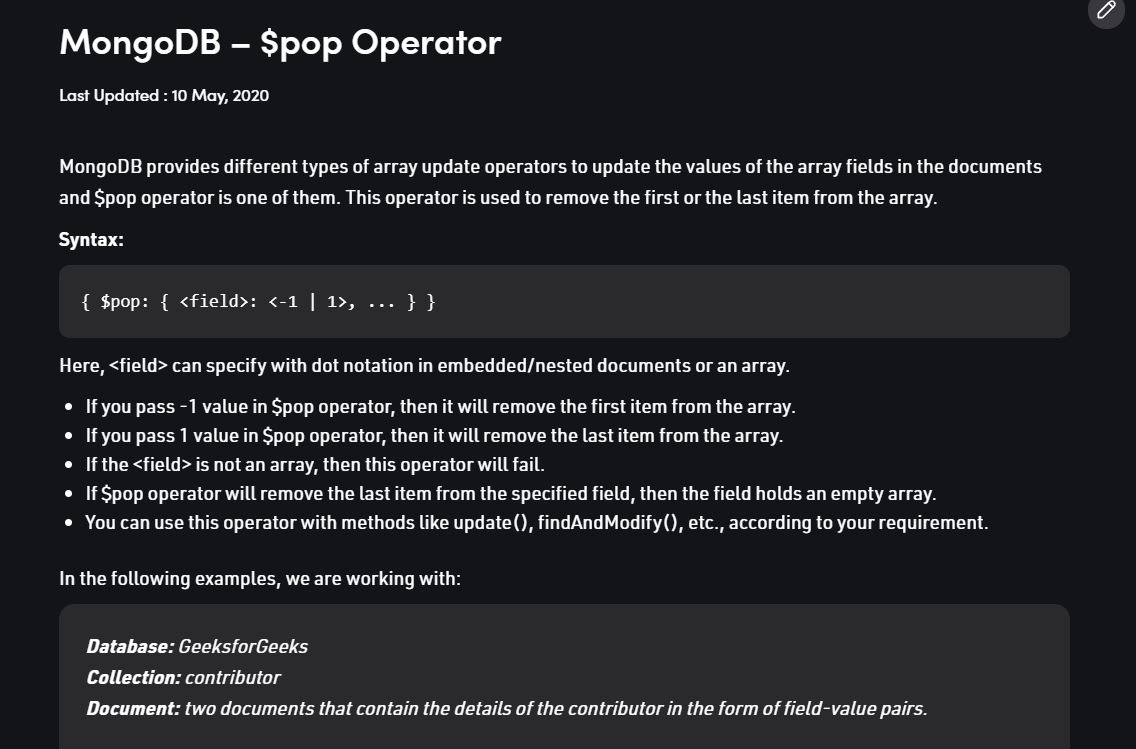 MongoDB – $pop Operator
Last Updated : 10 May, 2020
MongoDB provides different types of array update operators to update the values of the array fields in the documents
and $pop operator is one of them. This operator is used to remove the first or the last item from the array.
Syntax:
{ $pop: { <field>: <-1 | 1>, ... } }
Here, <field> can specify with dot notation in embedded/nested documents or an array.
• If you pass -1 value in $pop operator, then it will remove the first item from the array.
• If you pass 1 value in $pop operator, then it will remove the last item from the array.
• If the <field> is not an array, then this operator will fail.
• If $pop operator will remove the last item from the specified field, then the field holds an empty array.
• You can use this operator with methods like update(), findAndModify(), etc., according to your requirement.
In the following examples, we are working with:
Database: GeeksforGeeks
Collection: contributor
Document: two documents that contain the details of the contributor in the form of field-value pairs.